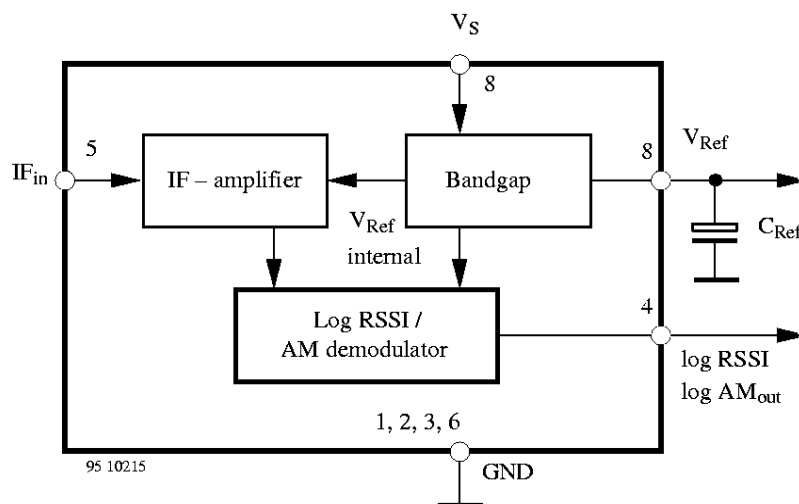 V_S
8
5
IF_in
IF – amplifier
Bandgap
8
V_Ref
V_Ref
internal
C_Ref
Log RSSI /
AM demodulator
4
log RSSI
log AM_out
1, 2, 3, 6
GND
95 10215